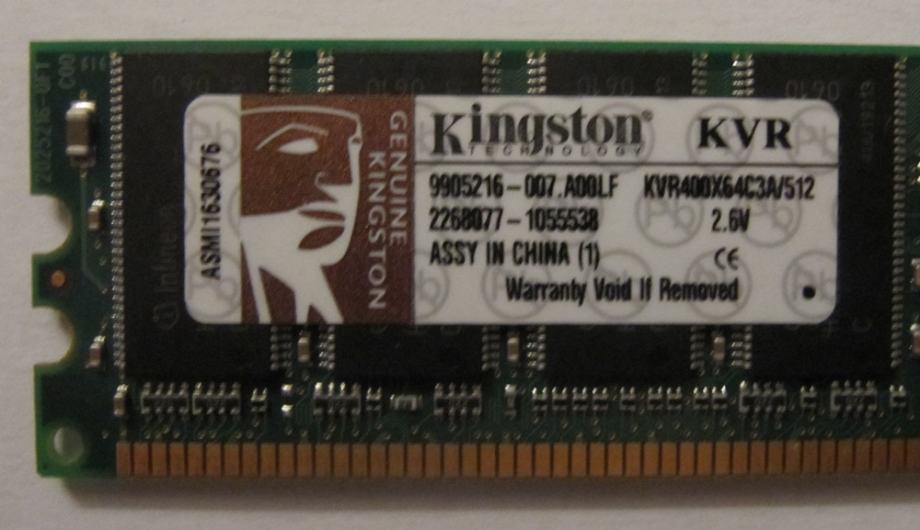 Kingston®
TECHNOLOGY
KVR
9905216-007.A00LF KVR400X64C3A/512
2268077-1055538 2.6V
ASSY IN CHINA (1) CE
Warranty Void If Removed
GENUINE
KINGSTON
ASMI1630676